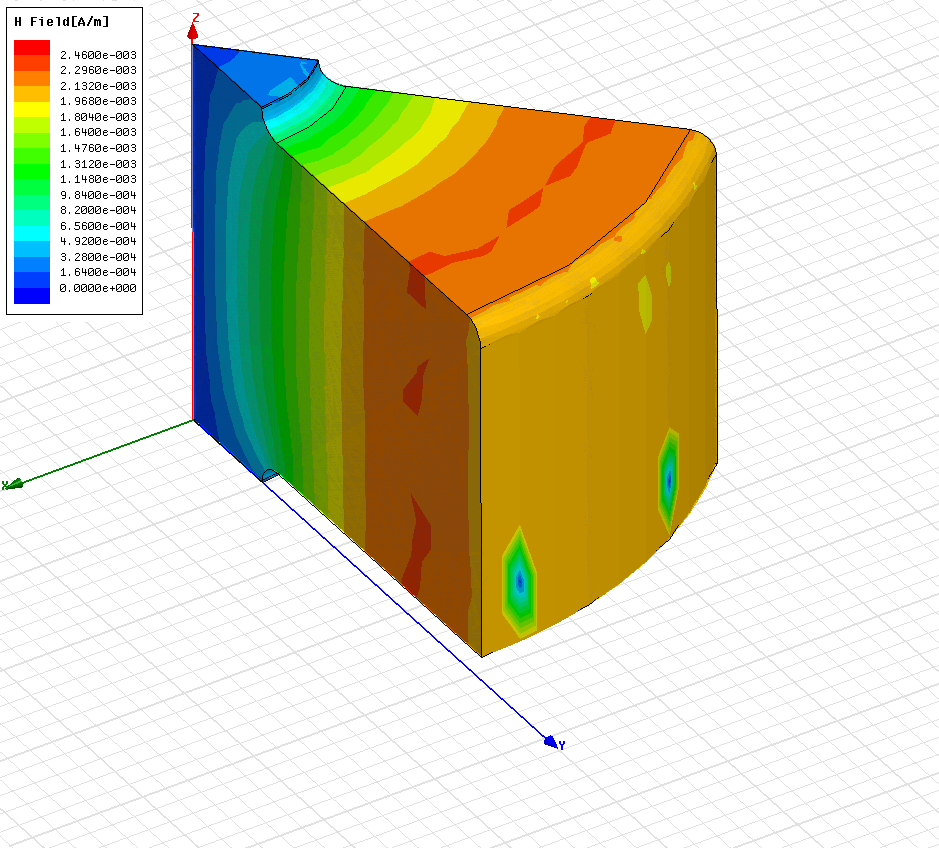 H Field[A/m]
2.4600e-003
2.2960e-003
2.1320e-003
1.9680e-003
1.8040e-003
1.6400e-003
1.4760e-003
1.3120e-003
1.1480e-003
9.8400e-004
8.2000e-004
6.5600e-004
4.9200e-004
3.2800e-004
1.6400e-004
0.0000e+000
Z
X
Y